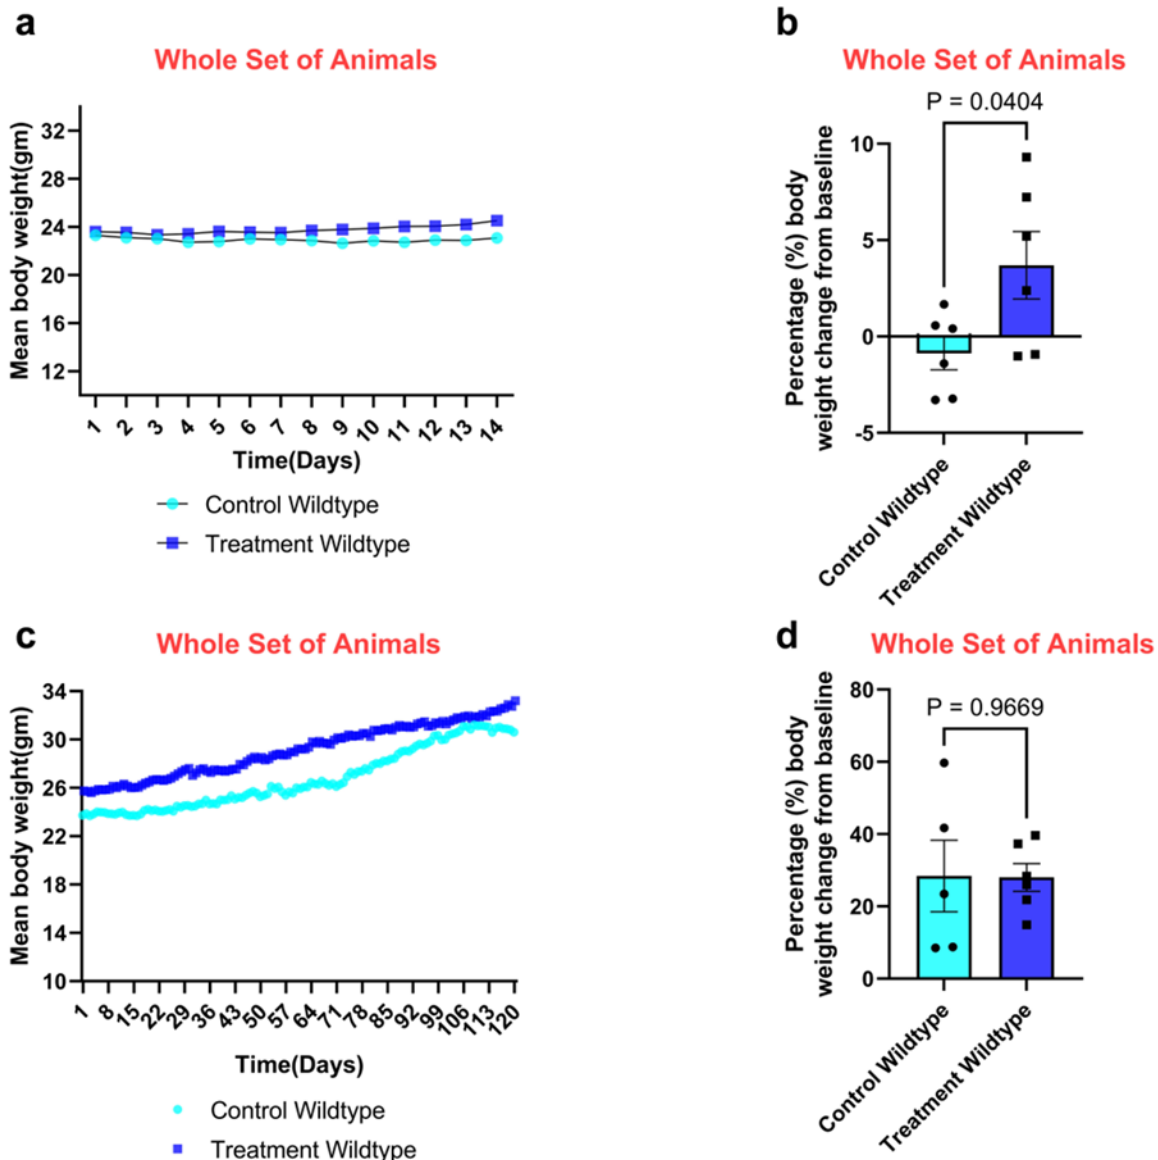 a
Whole Set of Animals
Mean body weight(gm)
32
28
24
20
16
12
1 2 3 4 5 6 7 8 9 10 11 12 13 14
Time(Days)
Control Wildtype
Treatment Wildtype
b
Whole Set of Animals
P = 0.0404
Percentage (%) body
weight change from baseline
10
5
0
-5
Control Wildtype
Treatment Wildtype
c
Whole Set of Animals
Mean body weight(gm)
34
30
26
22
18
14
10
1 8 15 22 29 36 43 50 57 64 71 78 85 92 99 106 113 120
Time(Days)
Control Wildtype
Treatment Wildtype
d
Whole Set of Animals
P = 0.9669
Percentage (%) body
weight change from baseline
80
60
40
20
0
Control Wildtype
Treatment Wildtype